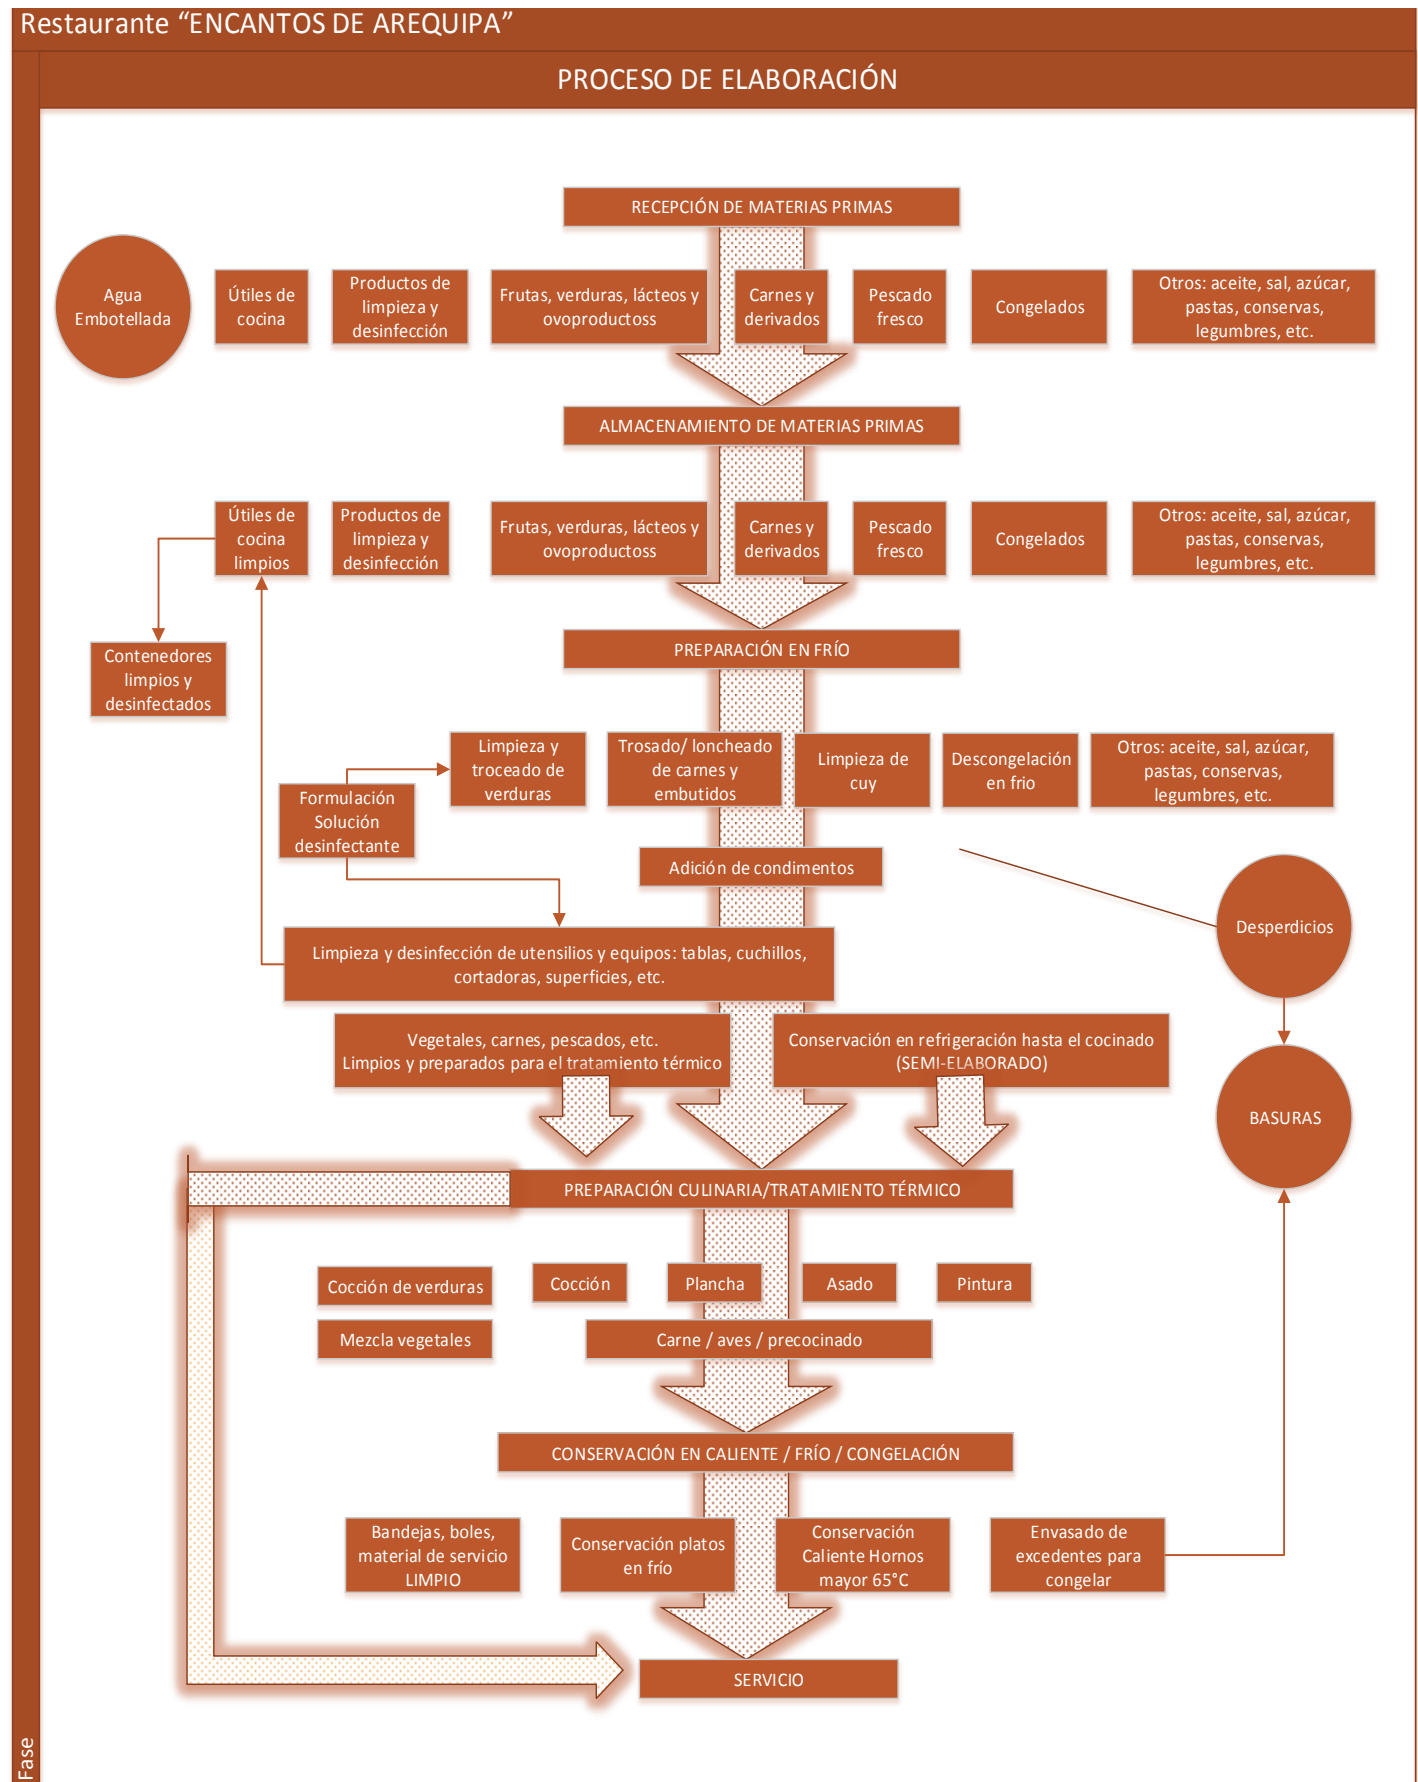 Restaurante “ENCANTOS DE AREQUIPA”
PROCESO DE ELABORACIÓN
RECEPCIÓN DE MATERIAS PRIMAS
Agua
Embotellada
Útiles de
cocina
Productos de
limpieza y
desinfección
Frutas, verduras, lácteos y
ovoproductoss
Carnes y
derivados
Pescado
fresco
Congelados
Otros: aceite, sal, azúcar,
pastas, conservas,
legumbres, etc.
ALMACENAMIENTO DE MATERIAS PRIMAS
Útiles de
cocina
limpios
Productos de
limpieza y
desinfección
Frutas, verduras, lácteos y
ovoproductoss
Carnes y
derivados
Pescado
fresco
Congelados
Otros: aceite, sal, azúcar,
pastas, conservas,
legumbres, etc.
Contenedores
limpios y
desinfectados
PREPARACIÓN EN FRÍO
Limpieza y
troceado de
verduras
Trosado/ loncheado
de carnes y
embutidos
Limpieza de
cuy
Descongelación
en frio
Otros: aceite, sal, azúcar,
pastas, conservas,
legumbres, etc.
Formulación
Solución
desinfectante
Adición de condimentos
Desperdicios
Limpieza y desinfección de utensilios y equipos: tablas, cuchillos,
cortadoras, superficies, etc.
Vegetales, carnes, pescados, etc.
Limpios y preparados para el tratamiento térmico
Conservación en refrigeración hasta el cocinado
(SEMI-ELABORADO)
BASURAS
PREPARACIÓN CULINARIA/TRATAMIENTO TÉRMICO
Cocción de verduras
Cocción
Plancha
Asado
Pintura
Mezcla vegetales
Carne / aves / precocinado
CONSERVACIÓN EN CALIENTE / FRÍO / CONGELACIÓN
Bandejas, boles,
material de servicio
LIMPIO
Conservación platos
en frío
Conservación
Caliente Hornos
mayor 65°C
Envasado de
excedentes para
congelar
SERVICIO
Fase